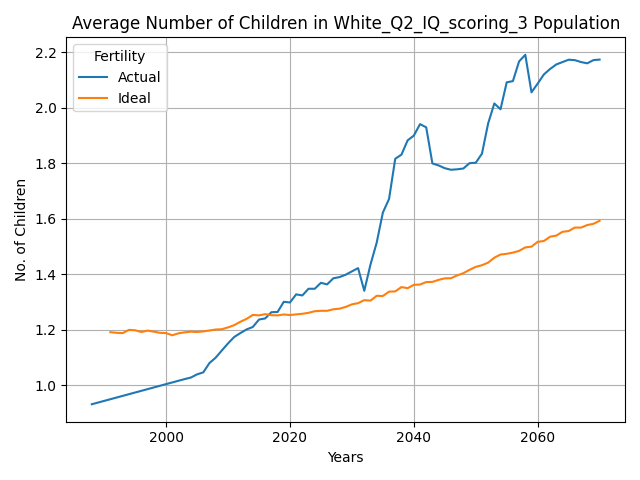 Average Number of Children in White_Q2_IQ_scoring_3 Population
Fertility
Actual
Ideal
No. of Children
2.2
2.0
1.8
1.6
1.4
1.2
1.0
2000 2020 2040 2060
Years